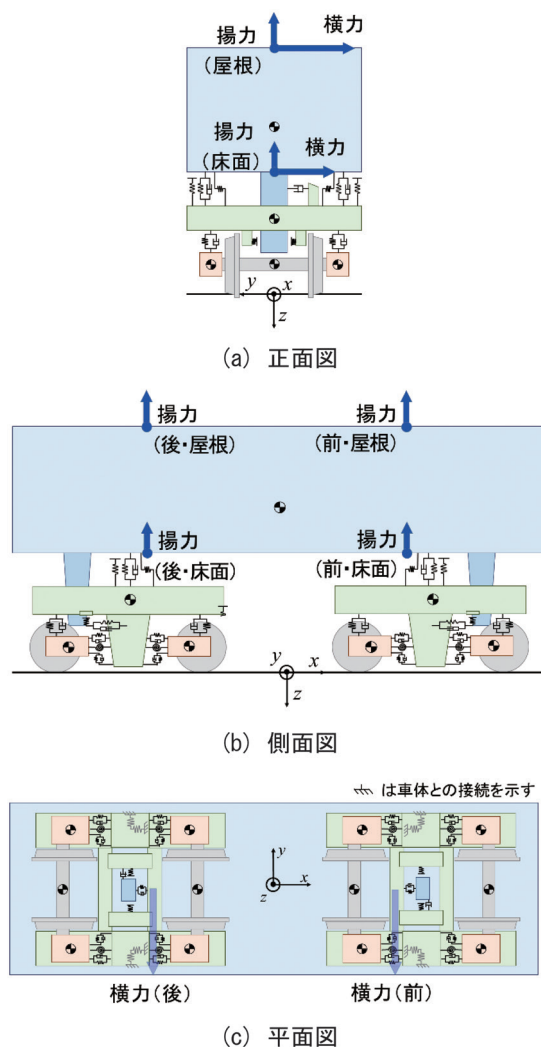 横力
揚力
(屋根)
揚力
(床面)
横力
y
x
z
(a) 正面図
揚力
(後・屋根)
揚力
(前・屋根)
揚力
(後・床面)
揚力
(前・床面)
y
x
z
(b) 側面図
は車体との接続を示す
y
x
z
横力(後)
横力(前)
(c) 平面図